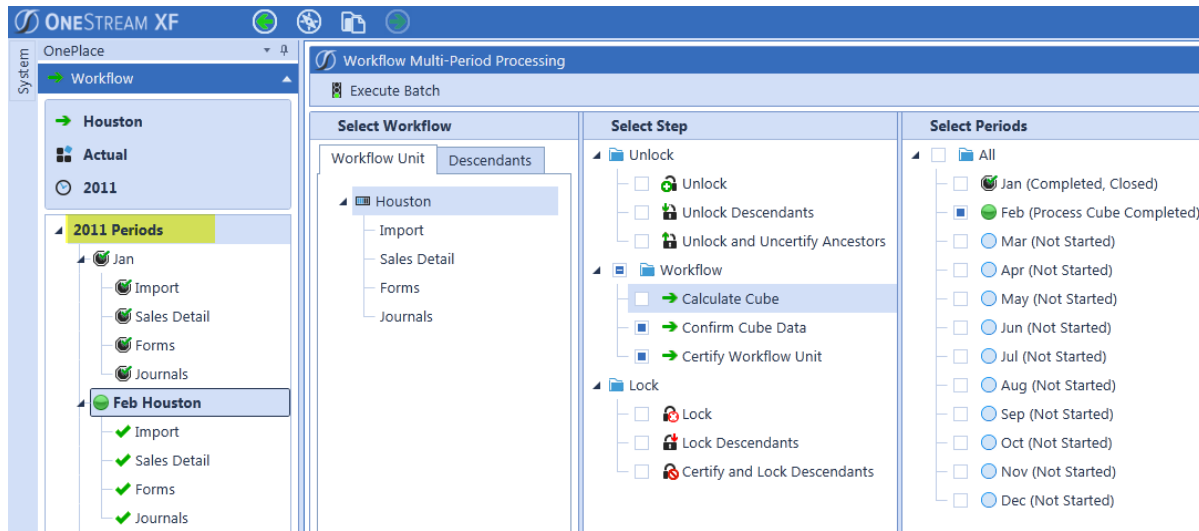 ONESTREAM XF
System
OnePlace
Workflow
Houston
Actual
2011
2011 Periods
Jan
Import
Sales Detail
Forms
Journals
Feb Houston
Import
Sales Detail
Forms
Journals
Workflow Multi-Period Processing
Execute Batch
Select Workflow
Workflow Unit Descendants
Houston
Import
Sales Detail
Forms
Journals
Select Step
Unlock
Unlock
Unlock Descendants
Unlock and Uncertify Ancestors
Workflow
Calculate Cube
Confirm Cube Data
Certify Workflow Unit
Lock
Lock
Lock Descendants
Certify and Lock Descendants
Select Periods
All
Jan (Completed, Closed)
Feb (Process Cube Completed)
Mar (Not Started)
Apr (Not Started)
May (Not Started)
Jun (Not Started)
Jul (Not Started)
Aug (Not Started)
Sep (Not Started)
Oct (Not Started)
Nov (Not Started)
Dec (Not Started)